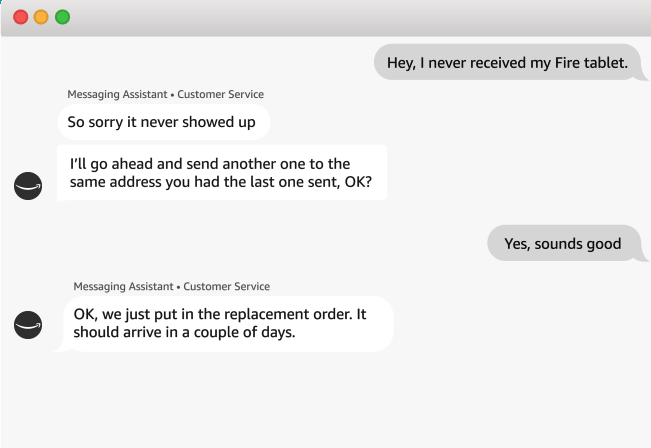 Hey, I never received my Fire tablet.
Messaging Assistant • Customer Service
So sorry it never showed up
I’ll go ahead and send another one to the
same address you had the last one sent, OK?
Yes, sounds good
Messaging Assistant • Customer Service
OK, we just put in the replacement order. It
should arrive in a couple of days.